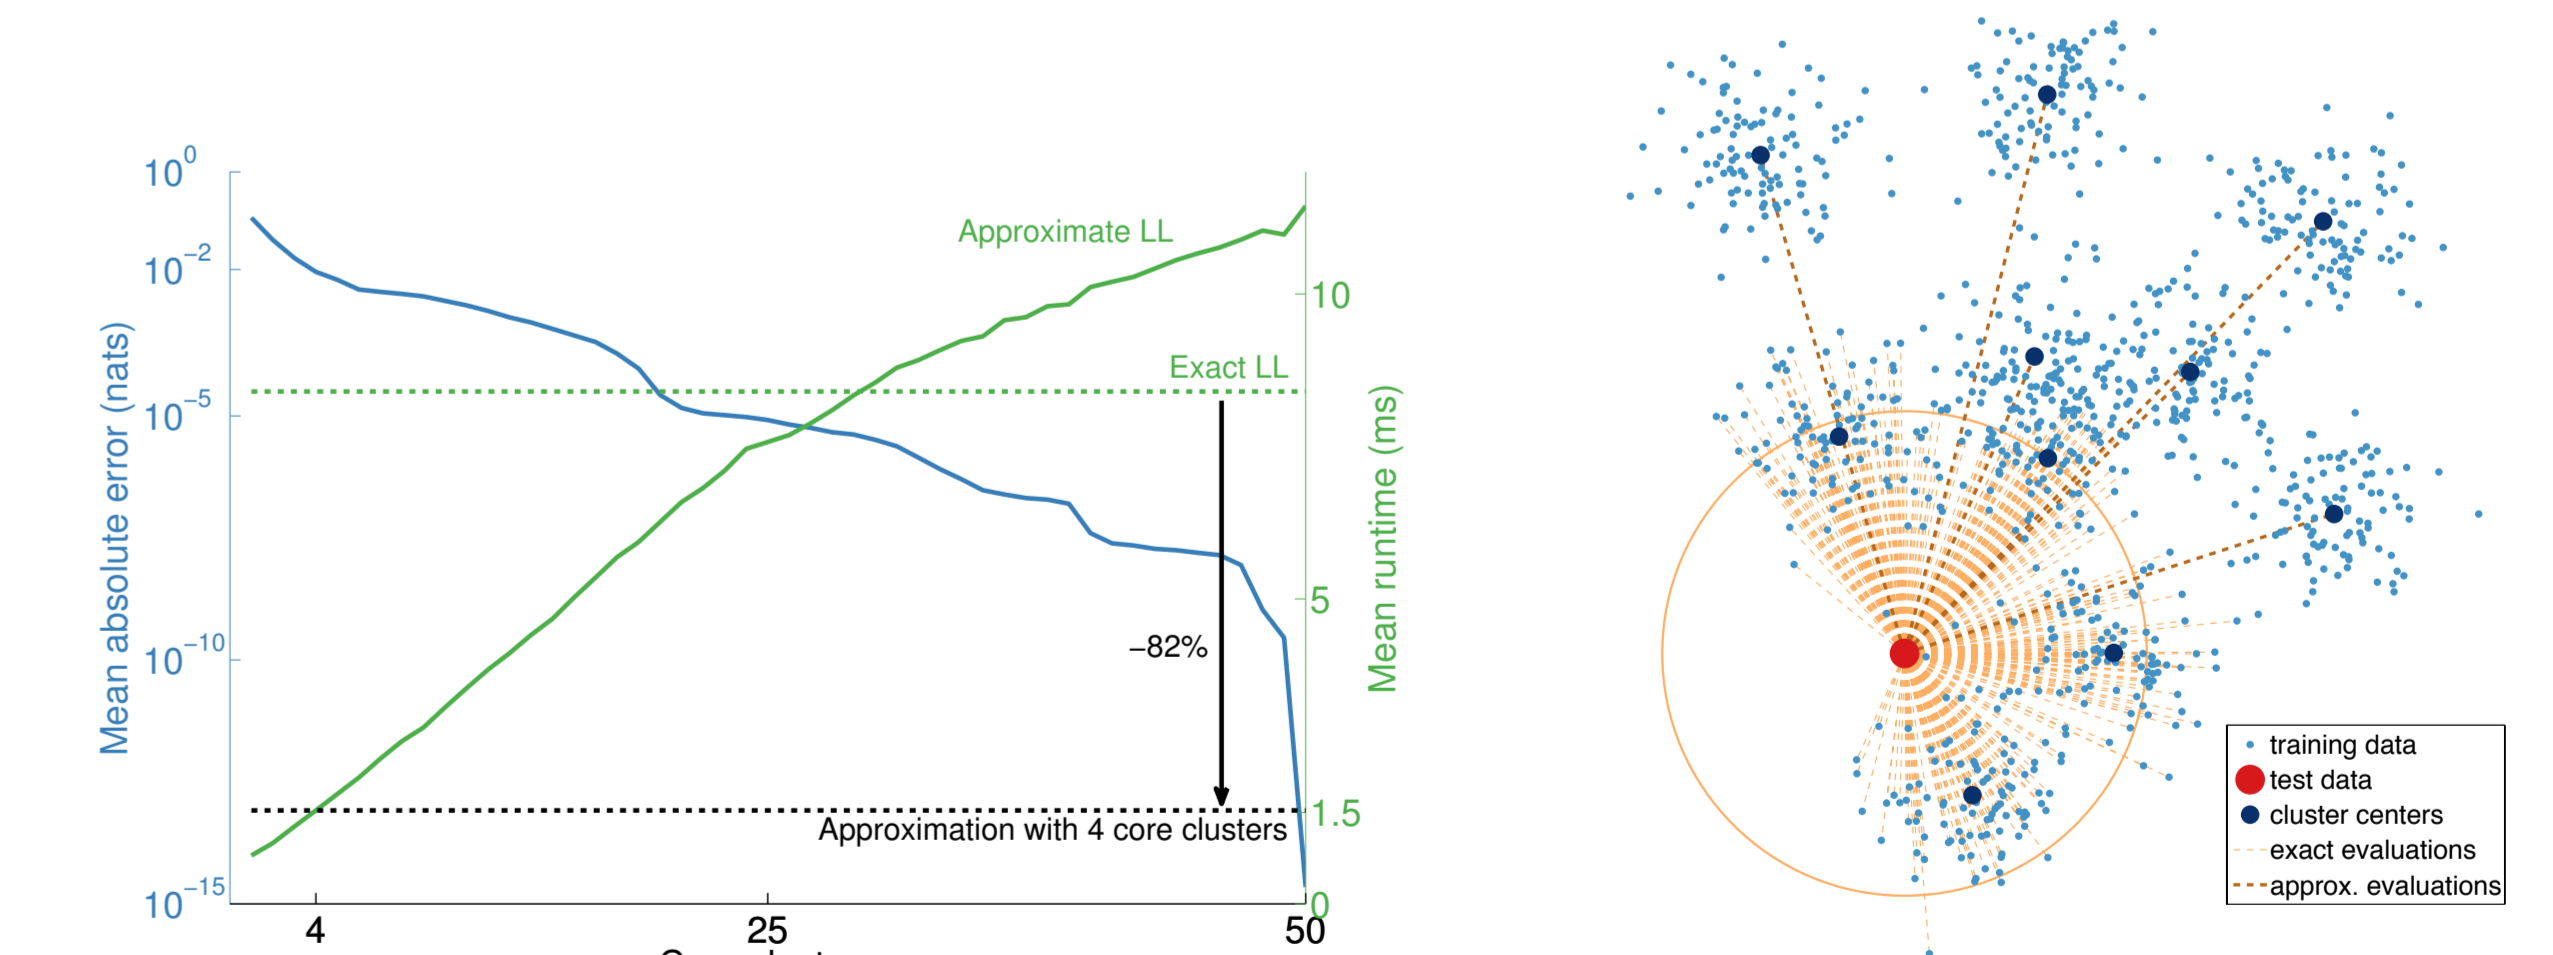 10^0
10^−2
10^−5
10^−10
10^−15
Mean absolute error (nats)
Approximate LL
Exact LL
−82%
Approximation with 4 core clusters
10
5
1.5
0
Mean runtime (ms)
4
25
50
training data
test data
cluster centers
exact evaluations
approx. evaluations